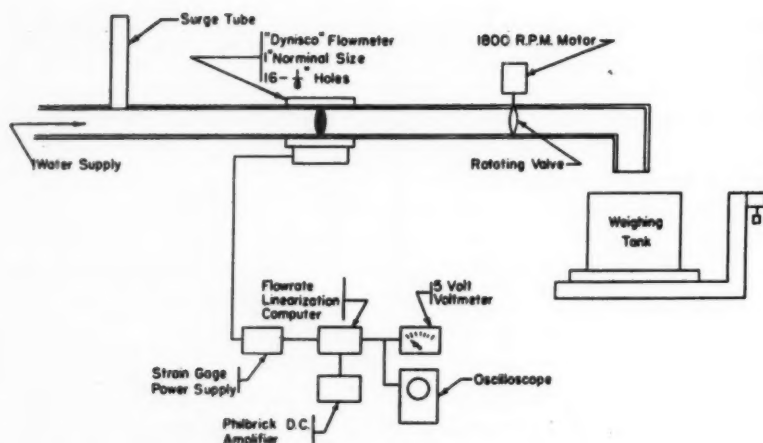 Surge Tube
"Dynisco" Flowmeter
1" Norminal Size
16 - 1/8" Holes
1800 R.P.M. Motor
Water Supply
Rotating Valve
Weighing
Tank
Flowrate
Linearization
Computer
5 Volt
Voltmeter
Strain Gage
Power Supply
Oscilloscope
Philbrick D.C.
Amplifier